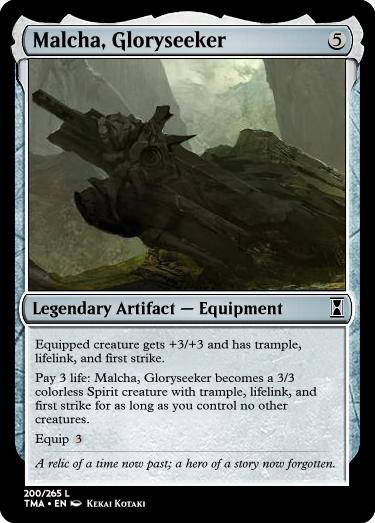 Malcha, Gloryseeker 5
Legendary Artifact — Equipment
Equipped creature gets +3/+3 and has trample,
lifelink, and first strike.
Pay 3 life: Malcha, Gloryseeker becomes a 3/3
colorless Spirit creature with trample, lifelink, and
first strike for as long as you control no other
creatures.
Equip 3
A relic of a time now past; a hero of a story now forgotten.
200/265 L
TMA • EN Kekai Kotaki